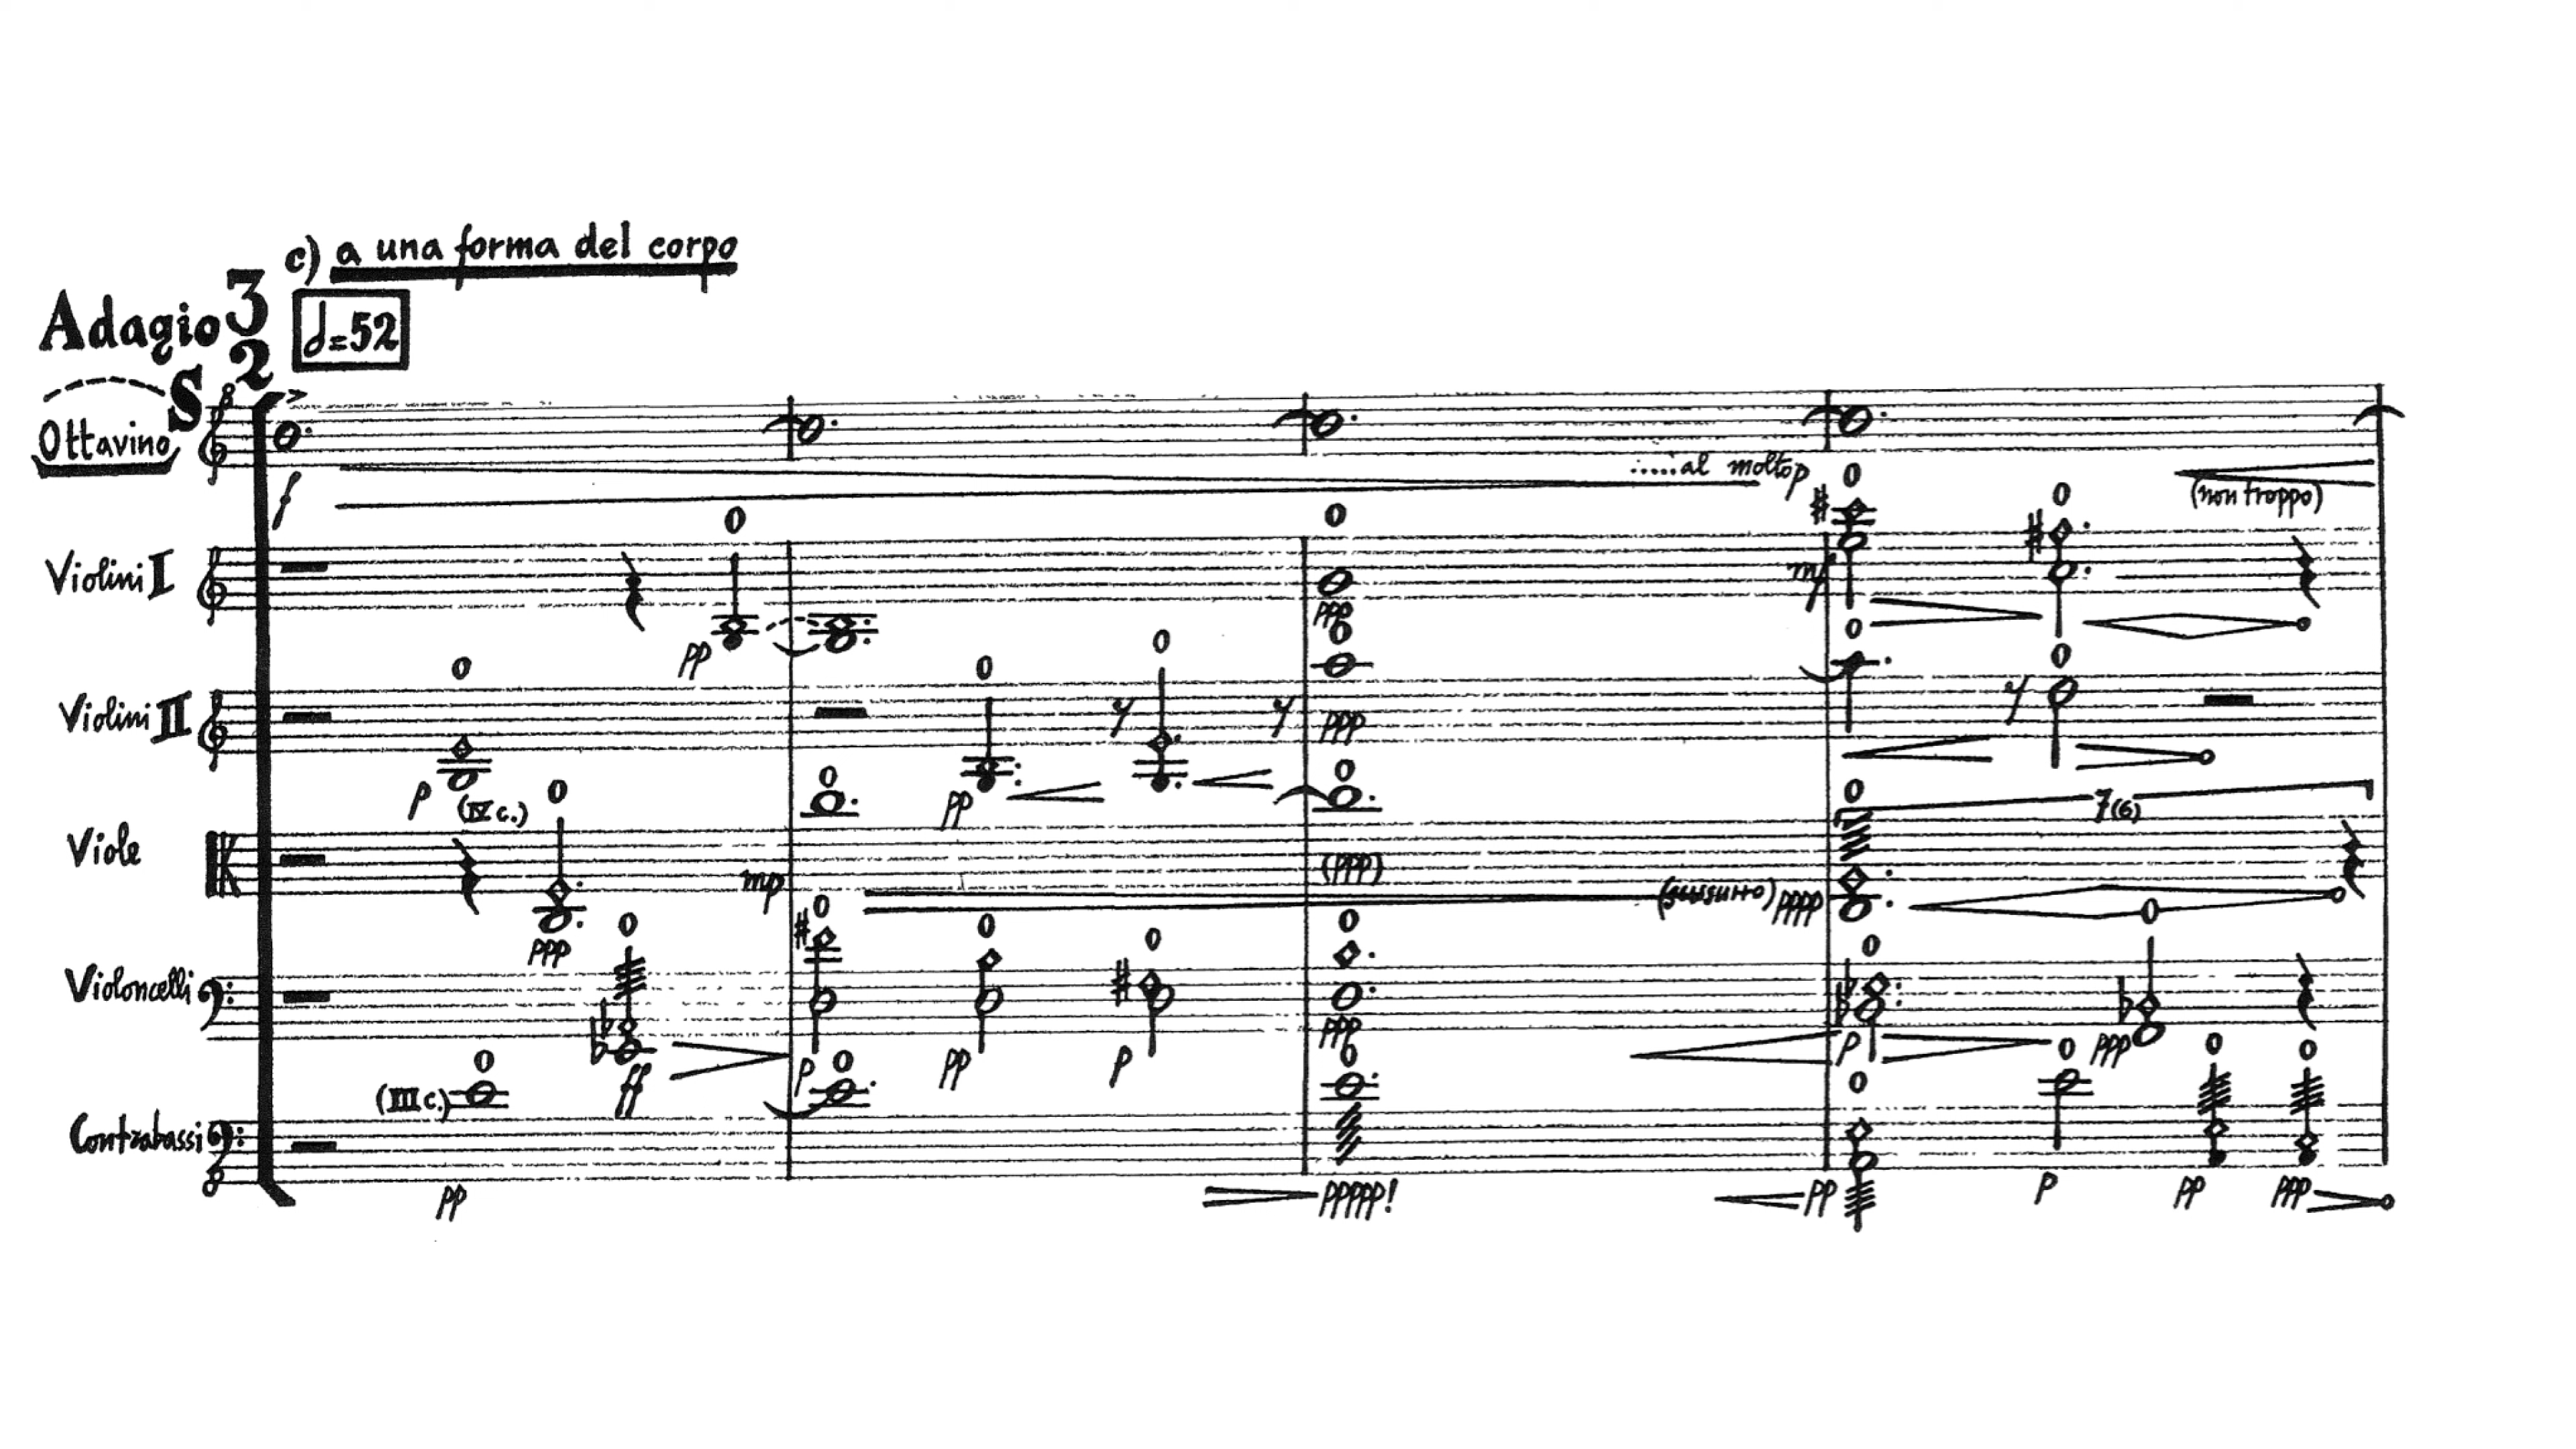 c) a una forma del corpo
Adagio 3
2
♩=52
S
8
Ottavino
f
:....al molto p
(non troppo)
Violini I
pp
ppp
mf
Violini II
p
(IV c.)
pp
ppp
Viole
ppp
mp
(ppp)
(sussurro) pppp
7(6)
Violoncelli
ff
p
pp
p
ppp
p
ppp
Contrabassi
8
(III c.)
pp
ppppp!
pp
p
pp
ppp